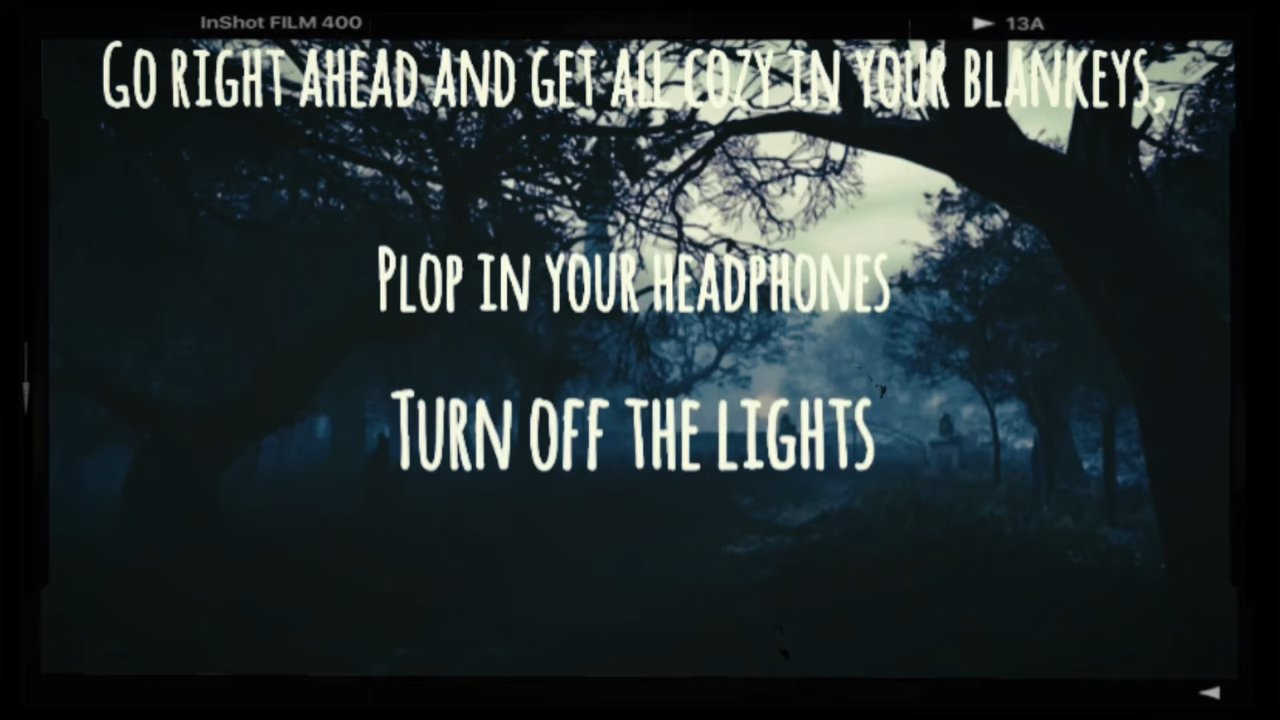 InShot FILM 400
13A
Go right ahead and get all cozy in your blankeys,
Plop in your headphones
Turn off the lights